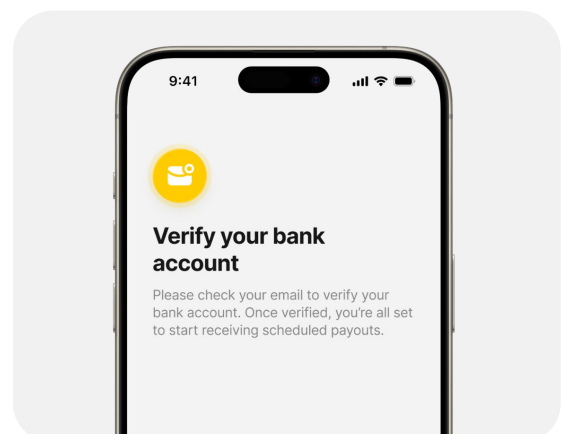 9:41
Verify your bank
account
Please check your email to verify your
bank account. Once verified, you're all set
to start receiving scheduled payouts.